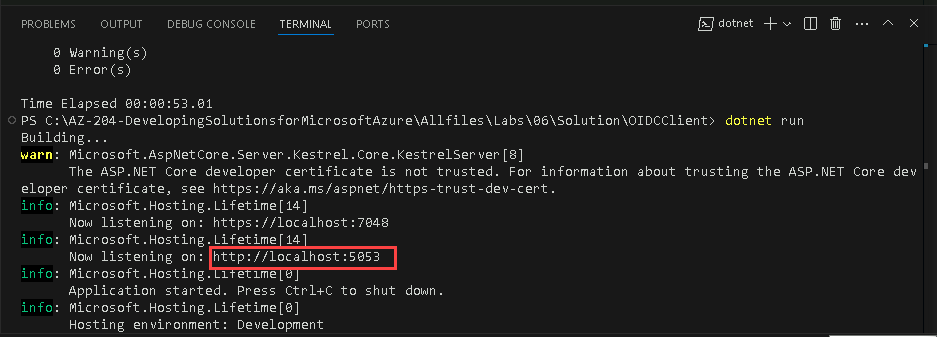 PROBLEMS OUTPUT DEBUG CONSOLE TERMINAL PORTS dotnet
0 Warning(s)
0 Error(s)
Time Elapsed 00:00:53.01
PS C:\AZ-204-DevelopingSolutionsforMicrosoftAzure\Allfiles\Labs\06\Solution\OIDCClient> dotnet run
Building...
warn: Microsoft.AspNetCore.Server.Kestrel.Core.KestrelServer[8]
The ASP.NET Core developer certificate is not trusted. For information about trusting the ASP.NET Core dev
eloper certificate, see https://aka.ms/aspnet/https-trust-dev-cert.
info: Microsoft.Hosting.Lifetime[14]
Now listening on: https://localhost:7048
info: Microsoft.Hosting.Lifetime[14]
Now listening on: http://localhost:5053
info: Microsoft.Hosting.Lifetime[0]
Application started. Press Ctrl+C to shut down.
info: Microsoft.Hosting.Lifetime[0]
Hosting environment: Development